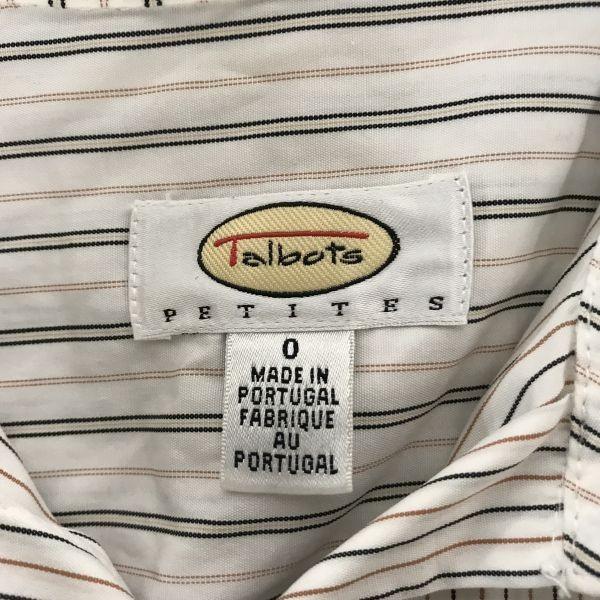 Talbots
PETITES
0
MADE IN
PORTUGAL
FABRIQUE
AU
PORTUGAL